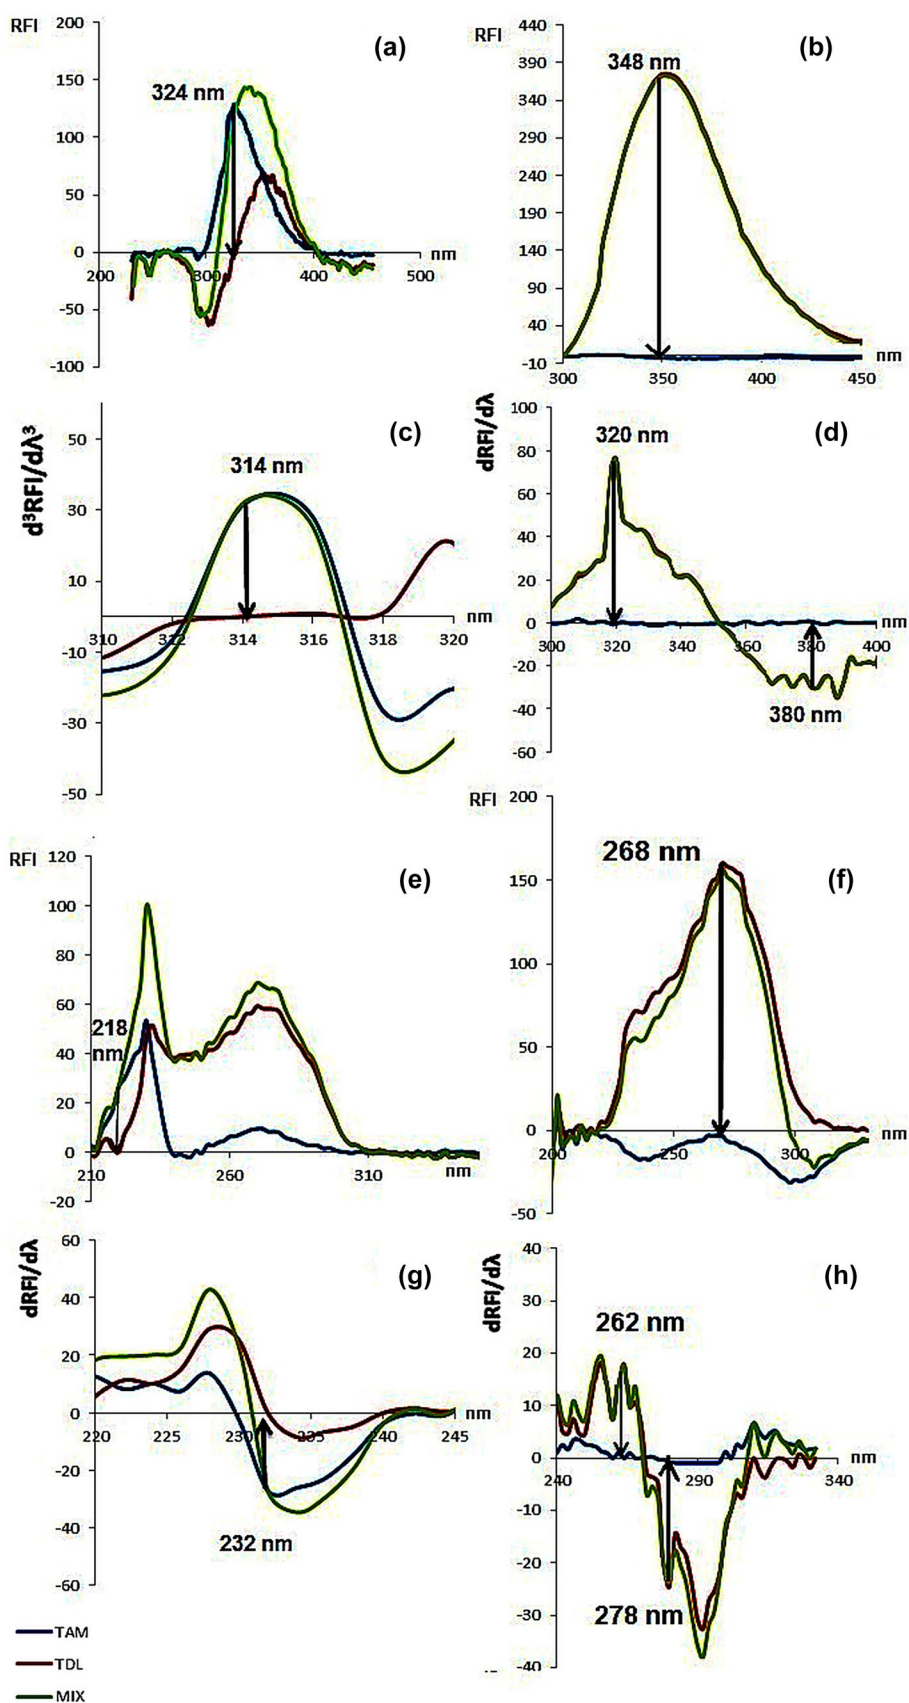 RFI
200
150
100
50
0
-50
-100
200
300
400
500
nm
324 nm
(a)
RFI
440
390
340
290
240
190
140
90
40
-10
300
350
400
450
nm
348 nm
(b)
d³RFI/dλ³
50
30
10
-10
-30
-50
310
312
314
316
318
320
nm
314 nm
(c)
dRFI/dλ
100
80
60
40
20
0
-20
-40
-60
300
320
340
360
380
400
nm
320 nm
380 nm
(d)
RFI
120
100
80
60
40
20
0
-20
210
260
310
nm
218
nm
(e)
RFI
200
150
100
50
0
-50
200
250
300
nm
268 nm
(f)
dRFI/dλ
60
40
20
0
-20
-40
-60
220
225
230
235
240
245
nm
232 nm
(g)
dRFI/dλ
40
30
20
10
0
-10
-20
-30
-40
240
290
340
nm
262 nm
278 nm
(h)
TAM
TDL
MIX